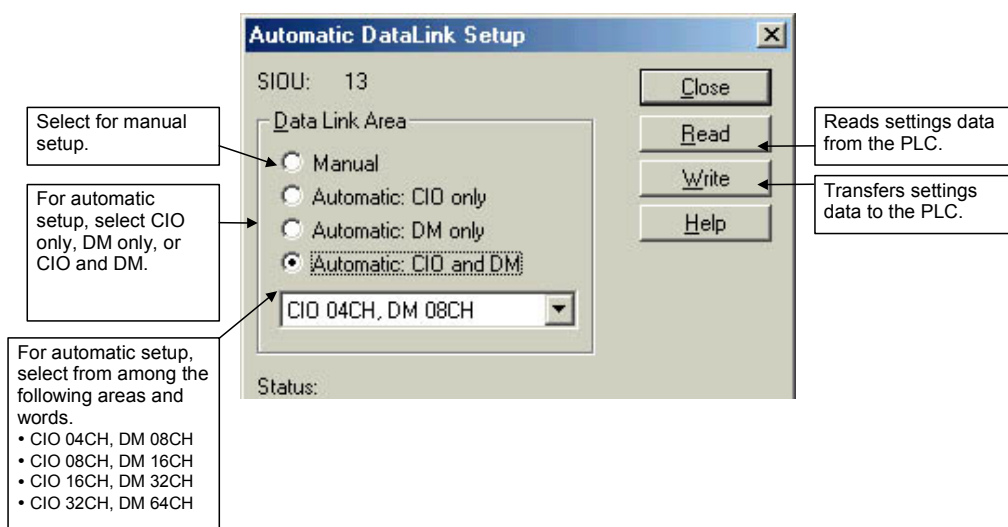 Automatic DataLink Setup
SIOU: 13
Data Link Area
Manual
Automatic: CIO only
Automatic: DM only
Automatic: CIO and DM
CIO 04CH, DM 08CH
Status:
Close
Read
Write
Help
Select for manual
setup.
For automatic
setup, select CIO
only, DM only, or
CIO and DM.
For automatic setup,
select from among the
following areas and
words.
• CIO 04CH, DM 08CH
• CIO 08CH, DM 16CH
• CIO 16CH, DM 32CH
• CIO 32CH, DM 64CH
Reads settings data
from the PLC.
Transfers settings
data to the PLC.